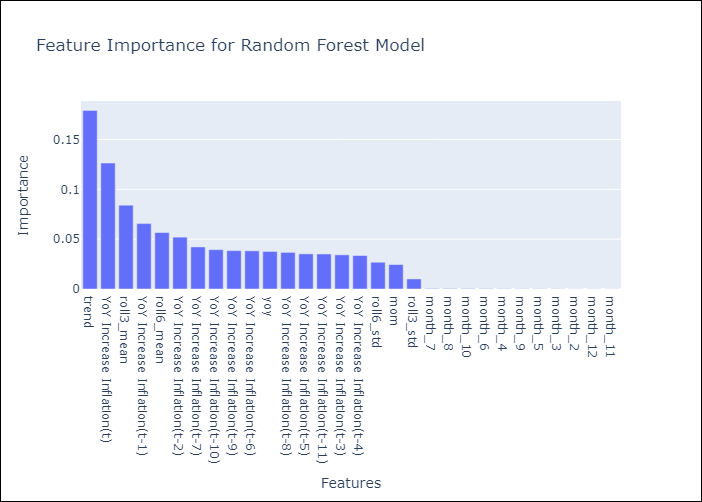 Feature Importance for Random Forest Model
Importance
0.15
0.1
0.05
0
trend
YoY Increase Inflation(t)
roll3_mean
YoY Increase Inflation(t-1)
roll6_mean
YoY Increase Inflation(t-2)
YoY Increase Inflation(t-7)
YoY Increase Inflation(t-10)
YoY Increase Inflation(t-9)
YoY Increase Inflation(t-6)
yoy
YoY Increase Inflation(t-8)
YoY Increase Inflation(t-5)
YoY Increase Inflation(t-11)
YoY Increase Inflation(t-3)
YoY Increase Inflation(t-4)
roll6_std
mom
roll3_std
month_7
month_8
month_10
month_6
month_4
month_9
month_5
month_3
month_2
month_12
month_11
Features